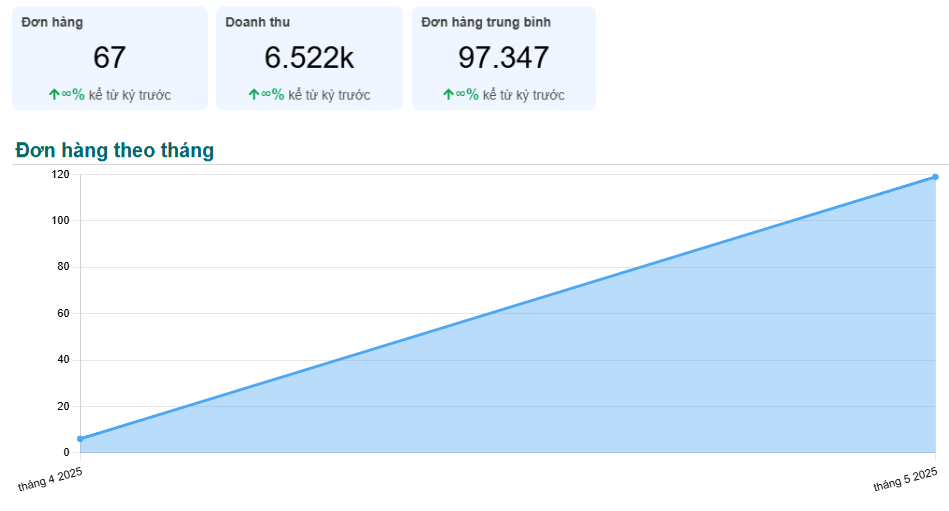 Đơn hàng
67
↑∞% kể từ kỳ trước
Doanh thu
6.522k
↑∞% kể từ kỳ trước
Đơn hàng trung bình
97.347
↑∞% kể từ kỳ trước
Đơn hàng theo tháng
120
100
80
60
40
20
0
tháng 4 2025
tháng 5 2025